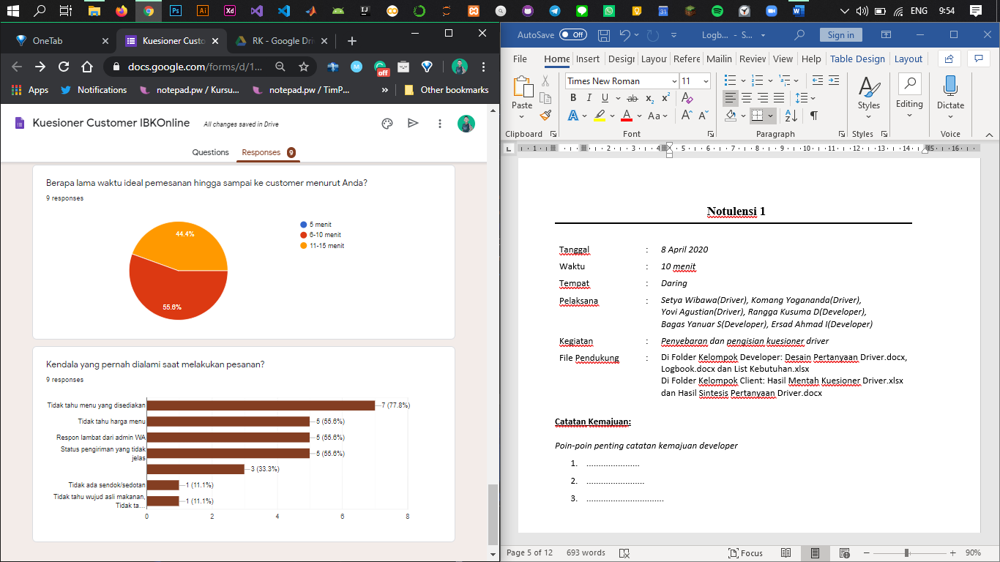 ENG 9:54
OneTab
Kuesioner Custo
RK - Google Dri
docs.google.com/forms/d/1...
off
Apps
Notifications
notepad.pw / Kursu...
notepad.pw / TimP...
»
Other bookmarks
Kuesioner Customer IBKOnline
All changes saved in Drive
Questions
Responses 9
Berapa lama waktu ideal pemesanan hingga sampai ke customer menurut Anda?
9 responses
5 menit
6-10 menit
11-15 menit
44.4%
55.6%
Kendala yang pernah dialami saat melakukan pesanan?
9 responses
Tidak tahu menu yang disediakan
7 (77.8%)
Tidak tahu harga menu
5 (55.6%)
Respon lambat dari admin WA
5 (55.6%)
Status pengiriman yang tidak
jelas
5 (55.6%)
3 (33.3%)
Tidak ada sendok/sedotan
1 (11.1%)
Tidak tahu wujud asli makanan,
Tidak ta...
1 (11.1%)
0 2 4 6 8
AutoSave Off
Logb... - S...
Sign in
File Home Insert Design Layou Refere Mailin Review View Help Table Design Layout
Paste
Times New Roman 11
Styles
Editing
Dictate
Clipboard
Font
Paragraph
Styles
Voice
Notulensi 1
Tanggal : 8 April 2020
Waktu : 10 menit
Tempat : Daring
Pelaksana : Setya Wibawa(Driver), Komang Yogananda(Driver),
Yovi Agustian(Driver), Rangga Kusuma D(Developer),
Bagas Yanuar S(Developer), Ersad Ahmad I(Developer)
Kegiatan : Penyebaran dan pengisian kuesioner driver
File Pendukung : Di Folder Kelompok Developer: Desain Pertanyaan Driver.docx,
Logbook.docx dan List Kebutuhan.xlsx
Di Folder Kelompok Client: Hasil Mentah Kuesioner Driver.xlsx
dan Hasil Sintesis Pertanyaan Driver.docx
Catatan Kemajuan:
Poin-poin penting catatan kemajuan developer
1. ......................
2. ........................
3. ................................
Page 5 of 12
693 words
Focus
90%